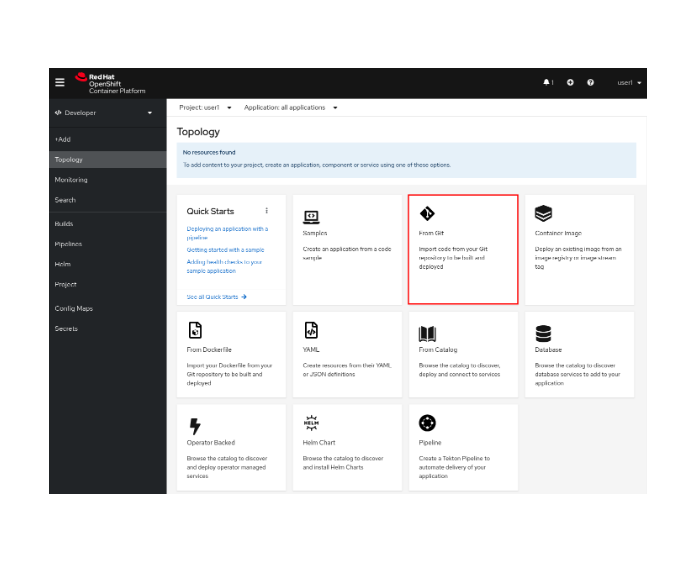 Red Hat
OpenShift
Container Platform
1
user1
Developer
Project: user1
Application: all applications
+Add
Topology
Monitoring
Search
Builds
Pipelines
Helm
Project
Config Maps
Secrets
Topology
No resources found
To add content to your project, create an application, component or service using one of these options.
Quick Starts
Deploying an application with a
pipeline
Getting started with a sample
Adding health checks to your
sample application
See all Quick Starts
Samples
Create an application from a code
sample
From Git
Import code from your Git
repository to be built and
deployed
Container Image
Deploy an existing image from an
image registry or image stream
tag
From Dockerfile
Import your Dockerfile from your
Git repository to be built and
deployed
YAML
Create resources from their YAML
or JSON definitions
From Catalog
Browse the catalog to discover,
deploy and connect to services
Database
Browse the catalog to discover
database services to add to your
application
Operator Backed
Browse the catalog to discover
and deploy operator managed
services
HELM
Helm Chart
Browse the catalog to discover
and install Helm Charts
Pipeline
Create a Tekton Pipeline to
automate delivery of your
application